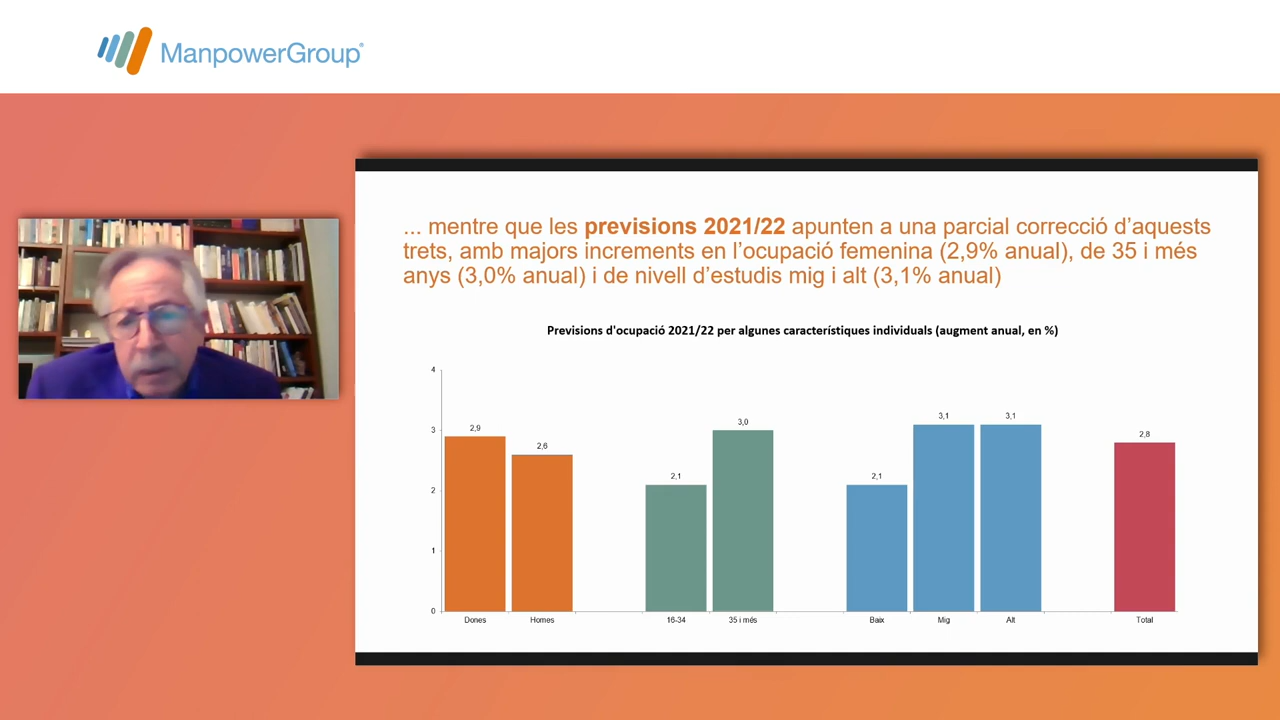 ManpowerGroup®
... mentre que les previsions 2021/22 apunten a una parcial correcció d’aquests
trets, amb majors increments en l’ocupació femenina (2,9% anual), de 35 i més
anys (3,0% anual) i de nivell d’estudis mig i alt (3,1% anual)
Previsions d'ocupació 2021/22 per algunes característiques individuals (augment anual, en %)
4
3
2
1
0
2,9
2,6
2,1
3,0
2,1
3,1
3,1
2,8
Dones Homes 16-34 35 i més Baix Mig Alt Total